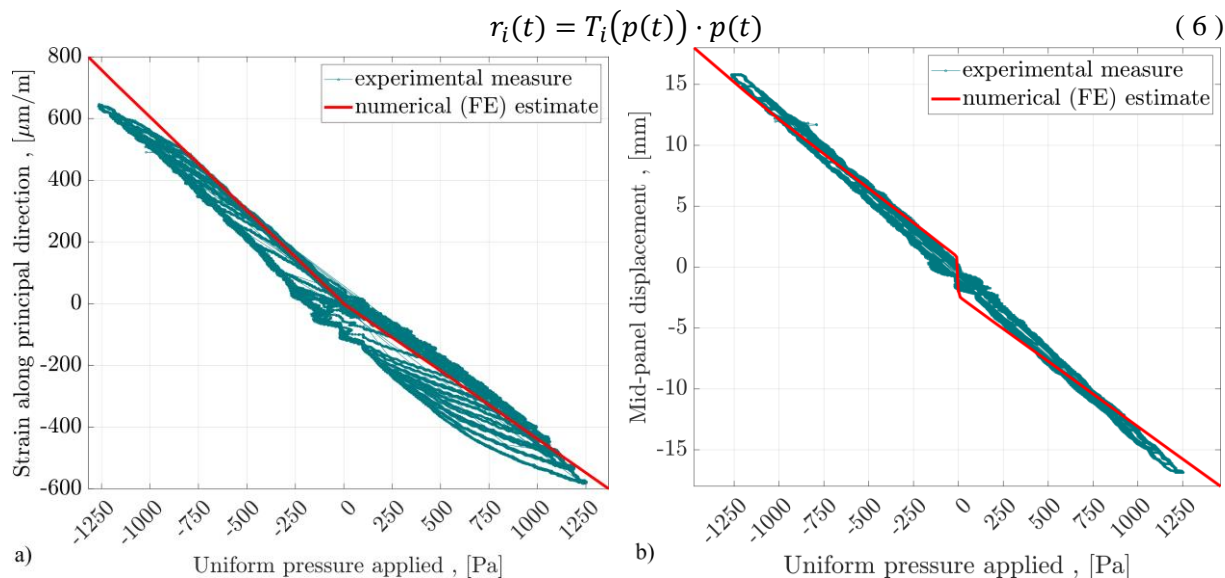 r_i(t) = T_i(p(t)) · p(t) ( 6 )
800
600
400
200
0
-200
-400
-600
Strain along principal direction , [μm/m]
experimental measure
numerical (FE) estimate
-1250 -1000 -750 -500 -250 0 250 500 750 1000 1250
Uniform pressure applied , [Pa]
a)
15
10
5
0
-5
-10
-15
Mid-panel displacement , [mm]
experimental measure
numerical (FE) estimate
-1250 -1000 -750 -500 -250 0 250 500 750 1000 1250
Uniform pressure applied , [Pa]
b)